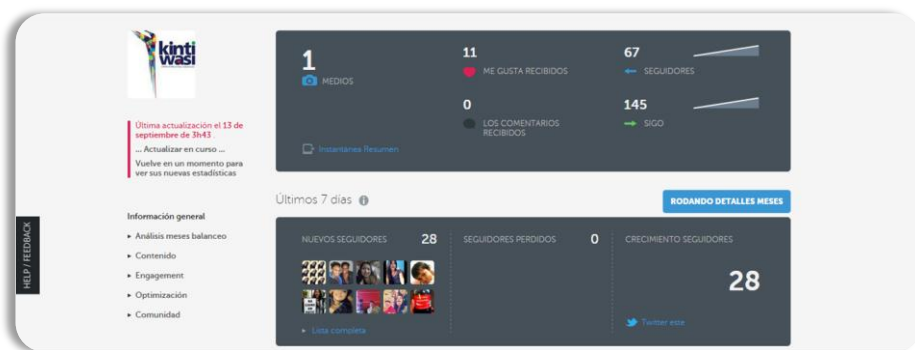 kinti
wasi
Última actualización el 13 de
septiembre de 3h43
... Actualizar en curso ...
Vuelve en un momento para
ver sus nuevas estadísticas
Información general
Análisis meses balanceo
Contenido
Engagement
Optimización
Comunidad
HELP / FEEDBACK
1
MEDIOS
11
ME GUSTA RECIBIDOS
67
SEGUIDORES
0
LOS COMENTARIOS
RECIBIDOS
145
SIGO
Instantánea Resumen
Últimos 7 días
RODANDO DETALLES MESES
NUEVOS SEGUIDORES 28
SEGUIDORES PERDIDOS 0
CRECIMIENTO SEGUIDORES
28
Lista completa
Twitter este